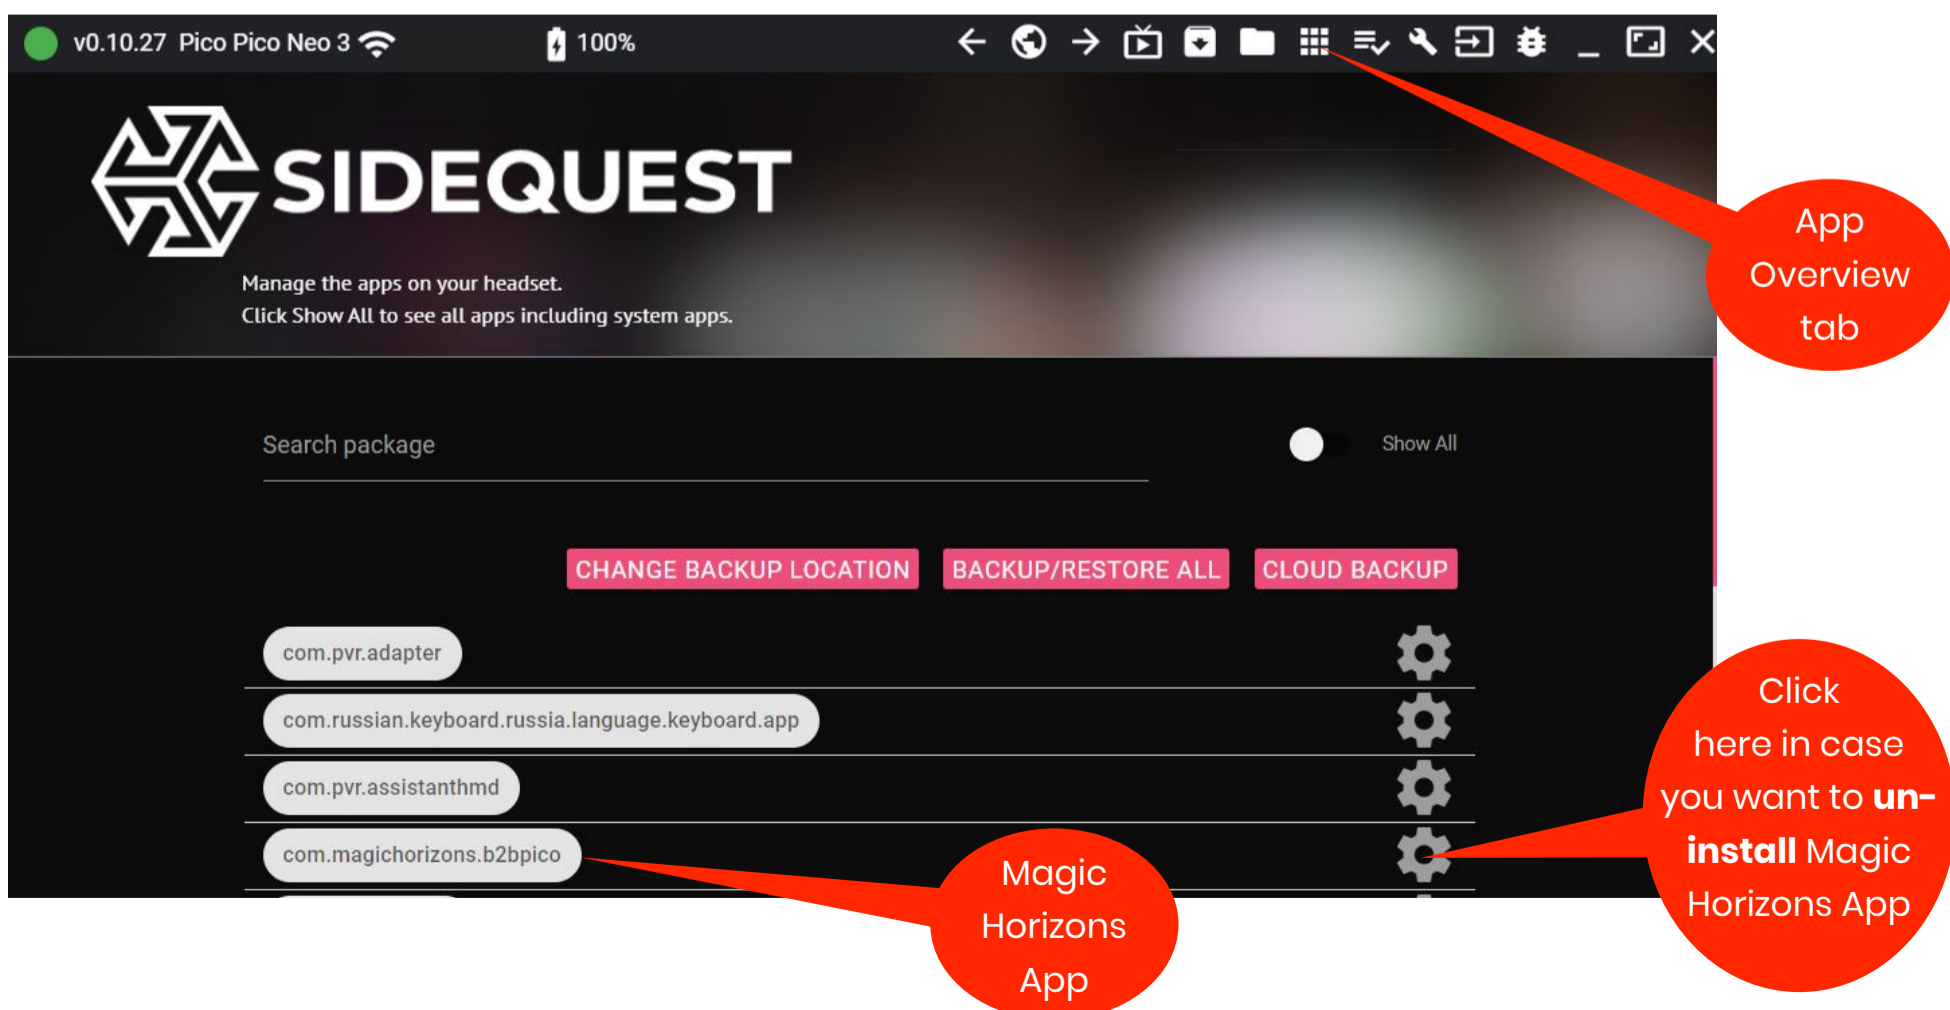 v0.10.27 Pico Pico Neo 3
100%
SIDEQUEST
Manage the apps on your headset.
Click Show All to see all apps including system apps.
App
Overview
tab
Search package
Show All
CHANGE BACKUP LOCATION
BACKUP/RESTORE ALL
CLOUD BACKUP
com.pvr.adapter
com.russian.keyboard.russia.language.keyboard.app
com.pvr.assistanthmd
com.magichorizons.b2bpico
Click
here in case
you want to un-
install Magic
Horizons App
Magic
Horizons
App